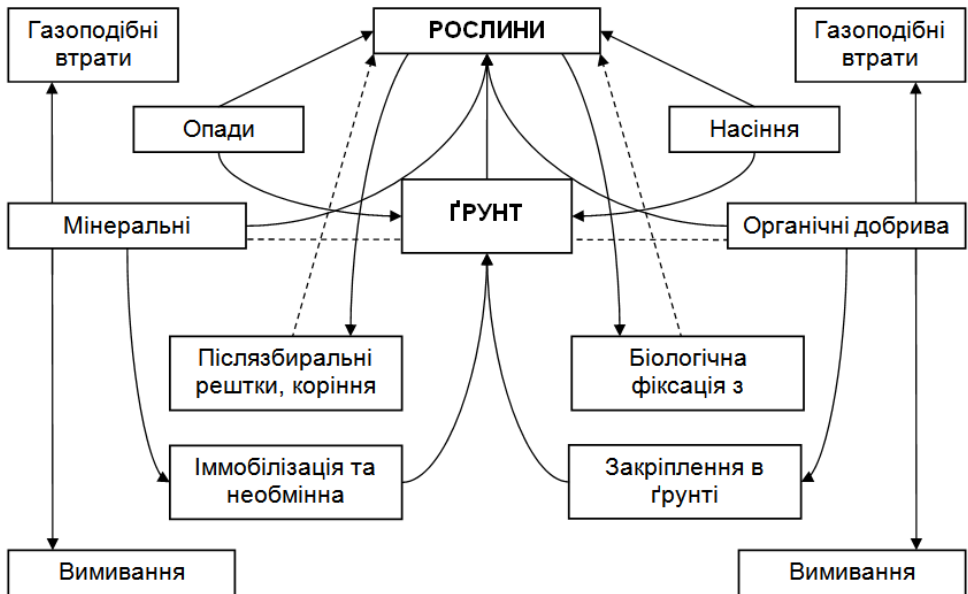 Газоподібні
втрати
РОСЛИНИ
Газоподібні
втрати
Опади
Насіння
Мінеральні
ҐРУНТ
Органічні добрива
Післязбиральні
рештки, коріння
Біологічна
фіксація з
Іммобілізація та
необмінна
Закріплення в
ґрунті
Вимивання
Вимивання